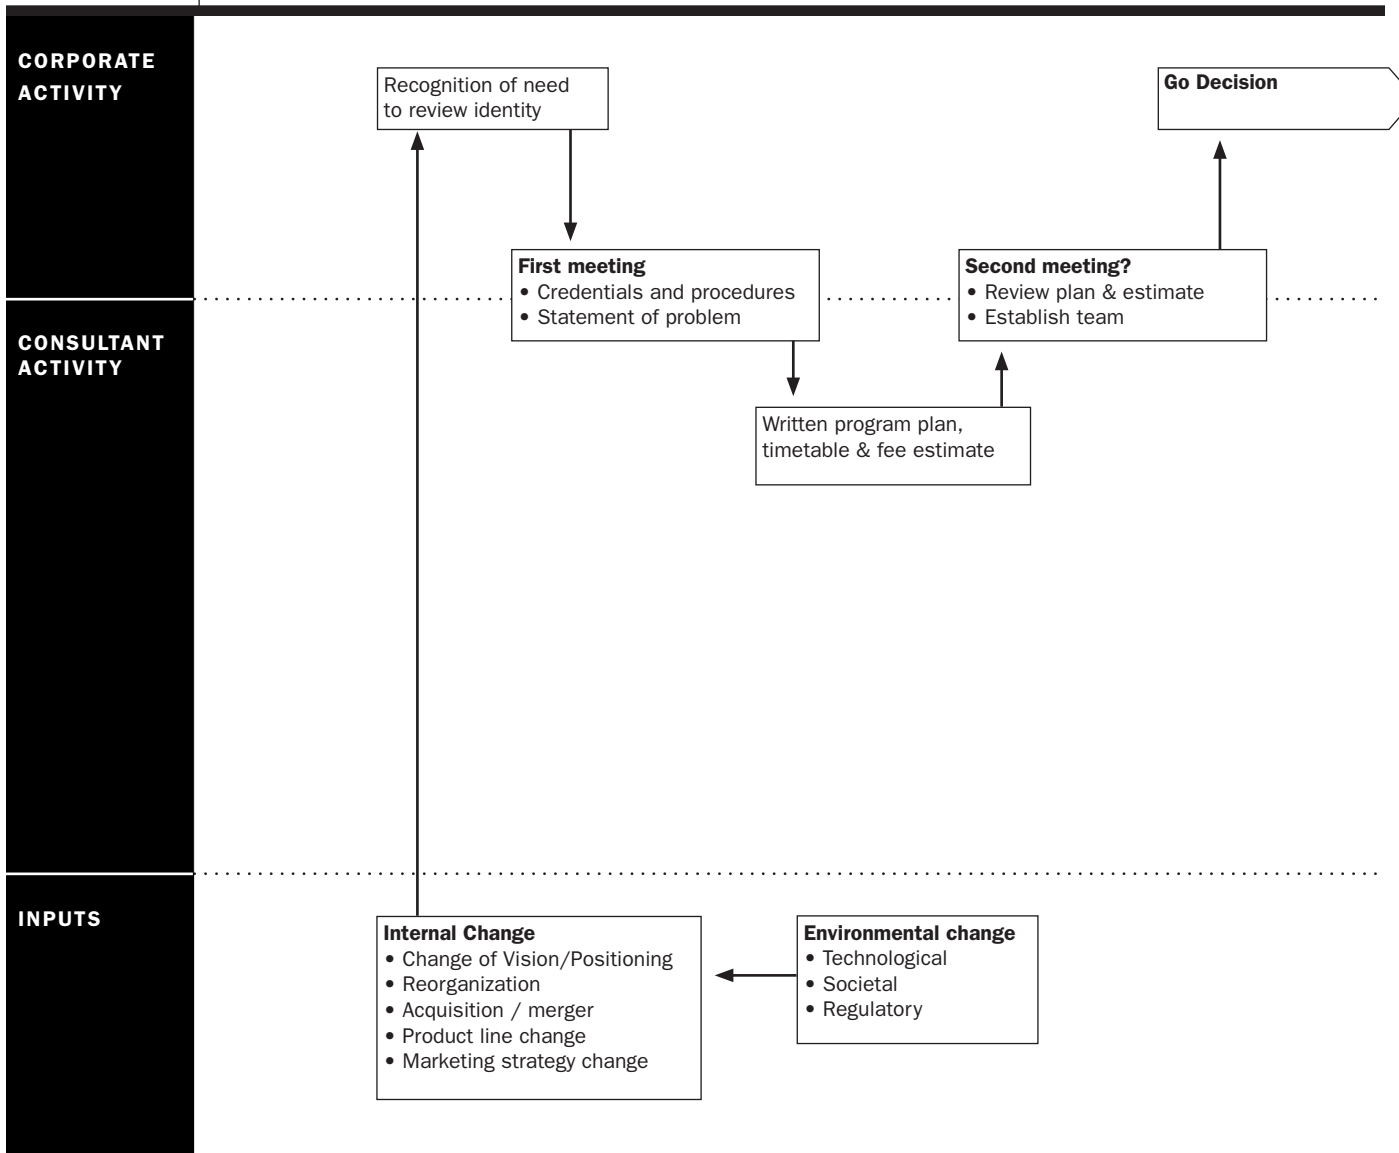 CORPORATE
ACTIVITY
Recognition of need
to review identity
Go Decision
First meeting
• Credentials and procedures
• Statement of problem
Second meeting?
• Review plan & estimate
• Establish team
CONSULTANT
ACTIVITY
Written program plan,
timetable & fee estimate
INPUTS
Internal Change
• Change of Vision/Positioning
• Reorganization
• Acquisition / merger
• Product line change
• Marketing strategy change
Environmental change
• Technological
• Societal
• Regulatory